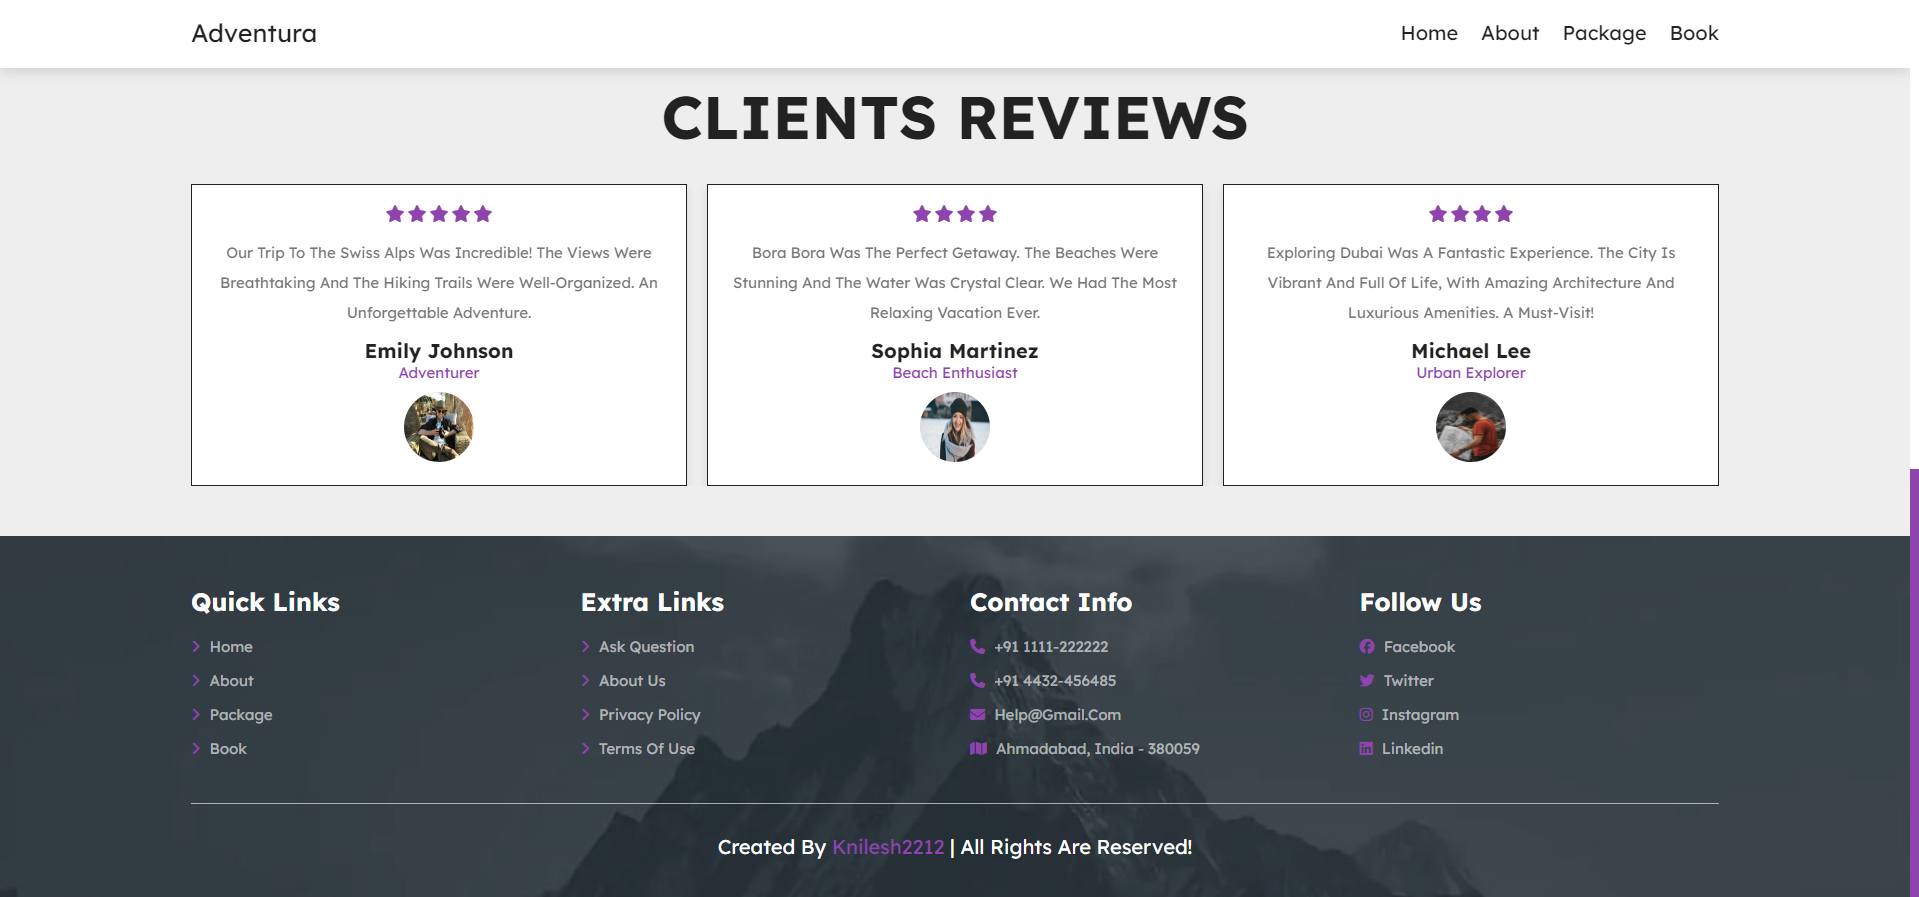 Adventura
Home About Package Book
CLIENTS REVIEWS
Our Trip To The Swiss Alps Was Incredible! The Views Were
Breathtaking And The Hiking Trails Were Well-Organized. An
Unforgettable Adventure.
Emily Johnson
Adventurer
Bora Bora Was The Perfect Getaway. The Beaches Were
Stunning And The Water Was Crystal Clear. We Had The Most
Relaxing Vacation Ever.
Sophia Martinez
Beach Enthusiast
Exploring Dubai Was A Fantastic Experience. The City Is
Vibrant And Full Of Life, With Amazing Architecture And
Luxurious Amenities. A Must-Visit!
Michael Lee
Urban Explorer
Quick Links
Home
About
Package
Book
Extra Links
Ask Question
About Us
Privacy Policy
Terms Of Use
Contact Info
+91 1111-222222
+91 4432-456485
Help@Gmail.Com
Ahmadabad, India - 380059
Follow Us
Facebook
Twitter
Instagram
Linkedin
Created By Knilesh2212 | All Rights Are Reserved!